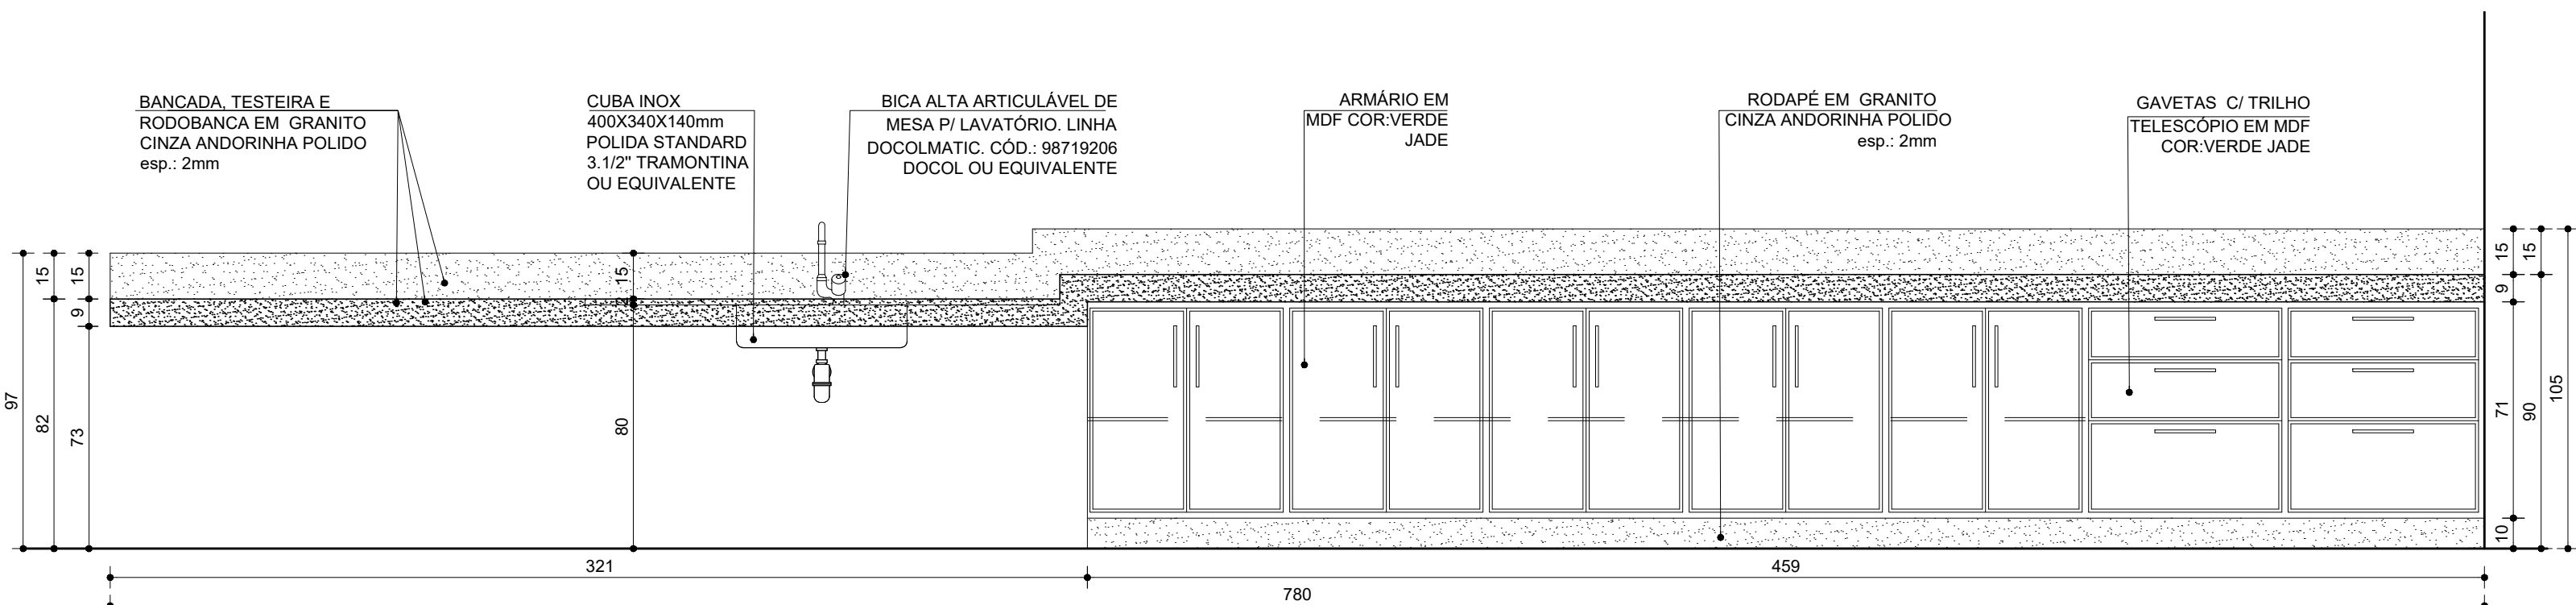 BANCADA, TESTEIRA E
RODOBANCA EM GRANITO
CINZA ANDORINHA POLIDO
esp.: 2mm
CUBA INOX
400X340X140mm
POLIDA STANDARD
3.1/2" TRAMONTINA
OU EQUIVALENTE
BICA ALTA ARTICULÁVEL DE
MESA P/ LAVATÓRIO. LINHA
DOCOLMATIC. CÓD.: 98719206
DOCOL OU EQUIVALENTE
ARMÁRIO EM
MDF COR:VERDE
JADE
RODAPÉ EM GRANITO
CINZA ANDORINHA POLIDO
esp.: 2mm
GAVETAS C/ TRILHO
TELESCÓPIO EM MDF
COR:VERDE JADE
97
15
82
15
9
73
15
2
80
15
9
71
10
15
90
105
321
459
780